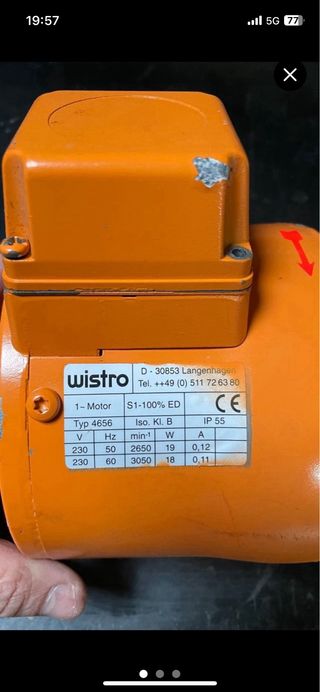 19:57
5G 77
wistro
D - 30853 Langenhagen
Tel. ++49 (0) 511 72 63 80
1~ Motor S1-100% ED CE
Typ 4656 Iso. Kl. B IP 55
V Hz min-¹ W A
230 50 2650 19 0,12
230 60 3050 18 0,11